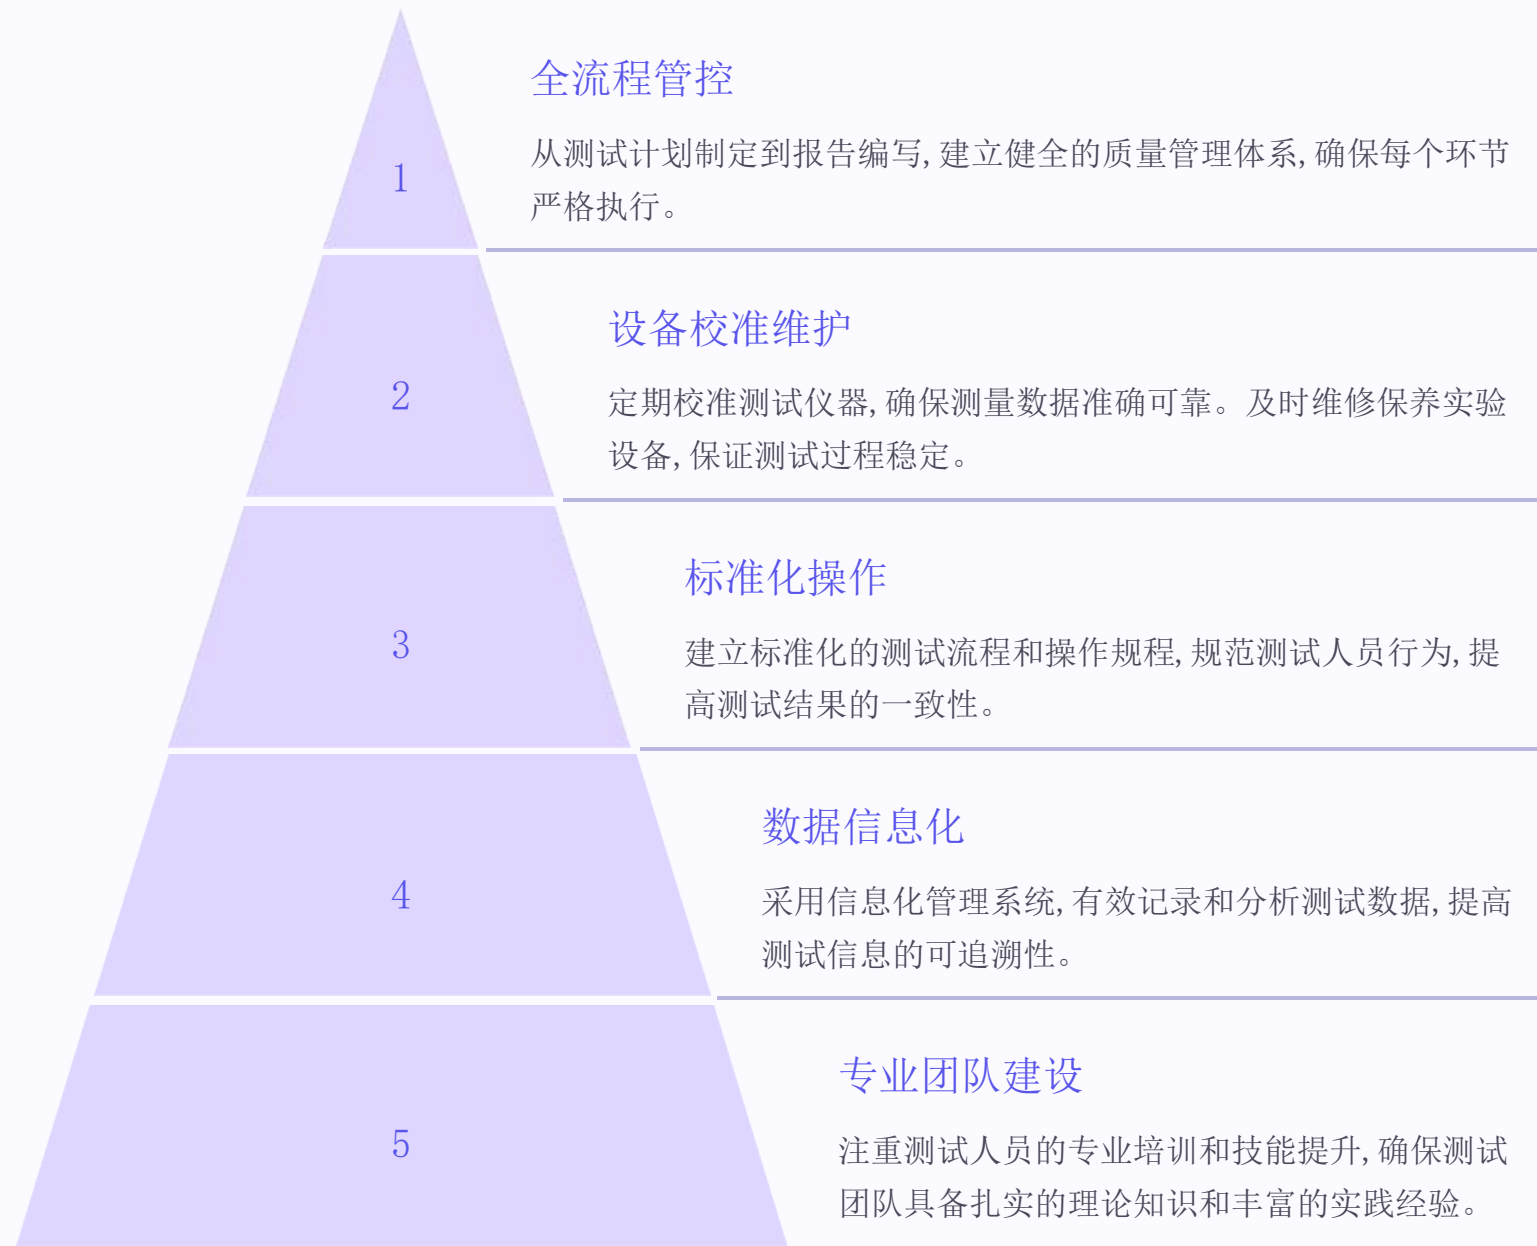 全流程管控
从测试计划制定到报告编写,建立健全的质量管理体系,确保每个环节
严格执行。
1
设备校准维护
定期校准测试仪器,确保测量数据准确可靠。及时维修保养实验
设备,保证测试过程稳定。
2
标准化操作
建立标准化的测试流程和操作规程,规范测试人员行为,提
高测试结果的一致性。
3
数据信息化
采用信息化管理系统,有效记录和分析测试数据,提高
测试信息的可追溯性。
4
专业团队建设
注重测试人员的专业培训和技能提升,确保测试
团队具备扎实的理论知识和丰富的实践经验。
5